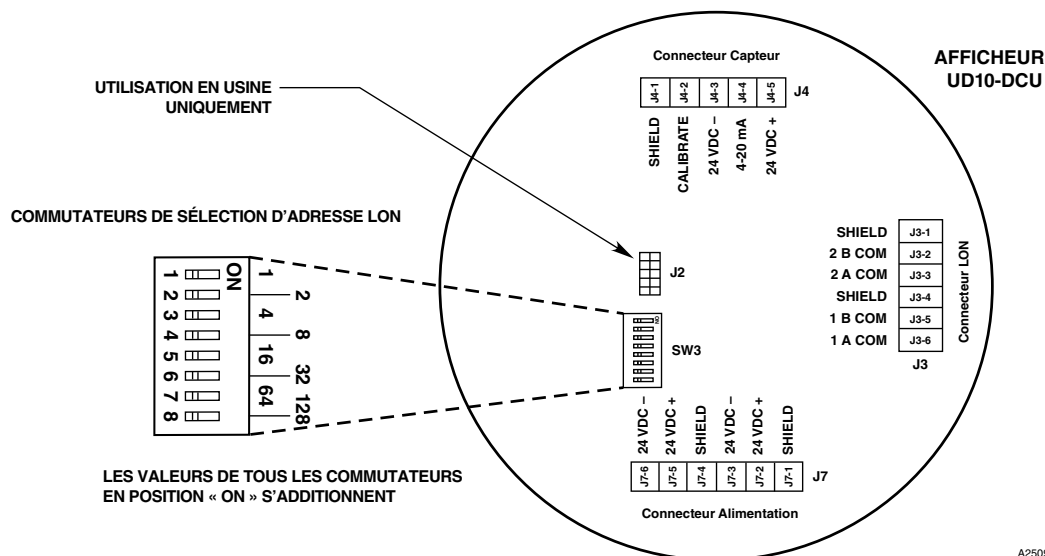 Connecteur Capteur
AFFICHEUR
UD10-DCU
UTILISATION EN USINE
UNIQUEMENT
J4-1
J4-2
J4-3
J4-4
J4-5
J4
SHIELD
CALIBRATE
24 VDC –
4-20 mA
24 VDC +
COMMUTATEURS DE SÉLECTION D'ADRESSE LON
ON
1
2
3
4
5
6
7
8
1
2
4
8
16
32
64
128
J2
ON
SW3
SHIELD J3-1
2 B COM J3-2
2 A COM J3-3
SHIELD J3-4
1 B COM J3-5
1 A COM J3-6
J3
Connecteur LON
24 VDC –
24 VDC +
SHIELD
24 VDC –
24 VDC +
SHIELD
J7-6
J7-5
J7-4
J7-3
J7-2
J7-1
J7
Connecteur Alimentation
LES VALEURS DE TOUS LES COMMUTATEURS
EN POSITION « ON » S'ADDITIONNENT